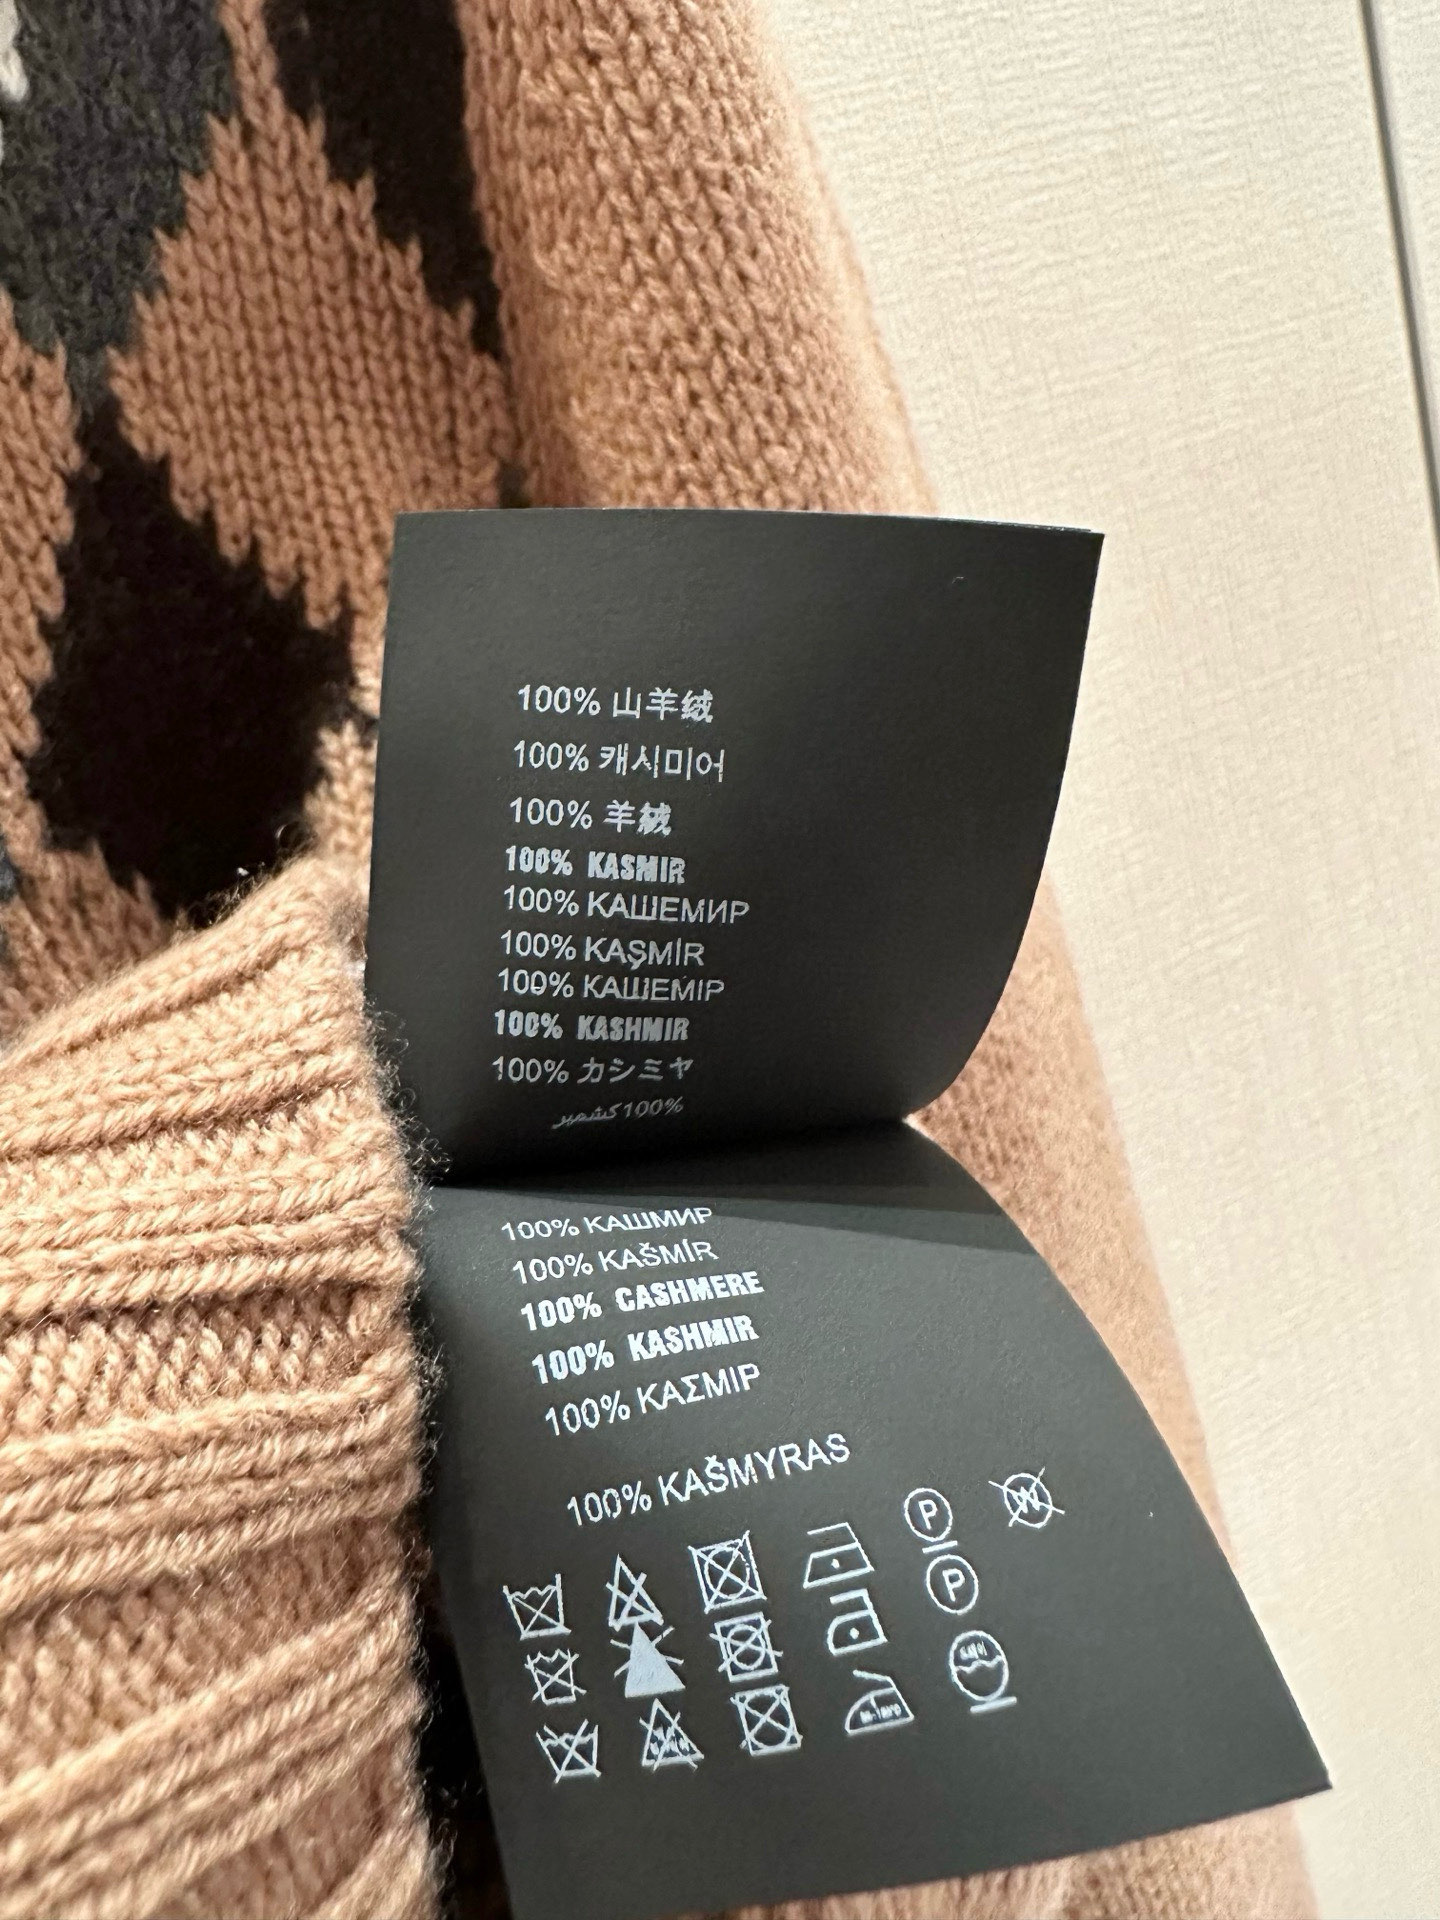 100% 山羊绒
100% 캐시미어
100% 羊絨
100% KASMIR
100% КАШЕМИР
100% KAŞMİR
100% КАШЕМІР
100% KASHMIR
100% カシミヤ
100% كشمير
100% КАШМИР
100% KAŠMÍR
100% CASHMERE
100% KASHMIR
100% ΚΑΣΜΙΡ
100% KAŠMYRAS
P
W
P